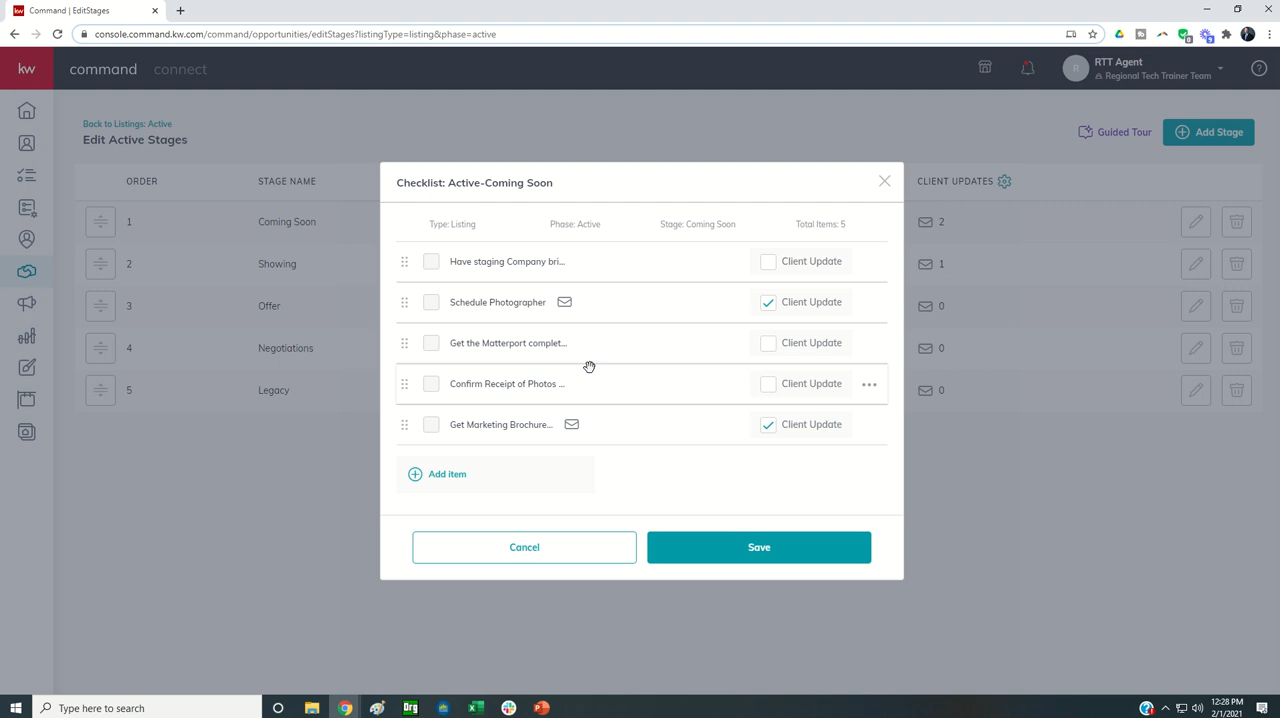 Command | EditStages
console.command.kw.com/command/opportunities/editStages?listingType=listing&phase=active
kw command connect
RTT Agent
Regional Tech Trainer Team
Back to Listings: Active
Edit Active Stages
Guided Tour
Add Stage
ORDER STAGE NAME CLIENT UPDATES
1 Coming Soon 2
2 Showing 1
3 Offer 0
4 Negotiations 0
5 Legacy 0
Checklist: Active-Coming Soon
Type: Listing Phase: Active Stage: Coming Soon Total Items: 5
Have staging Company bri... Client Update
Schedule Photographer Client Update
Get the Matterport complet... Client Update
Confirm Receipt of Photos ... Client Update
Get Marketing Brochure... Client Update
Add item
Cancel Save
Type here to search
12:28 PM
2/1/2021